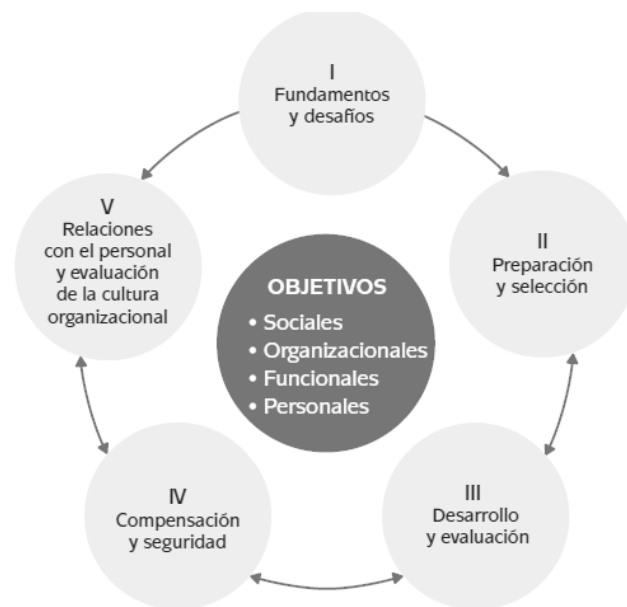 I
Fundamentos
y desafíos
II
Preparación
y selección
III
Desarrollo
y evaluación
IV
Compensación
y seguridad
V
Relaciones
con el personal
y evaluación
de la cultura
organizacional
OBJETIVOS
• Sociales
• Organizacionales
• Funcionales
• Personales